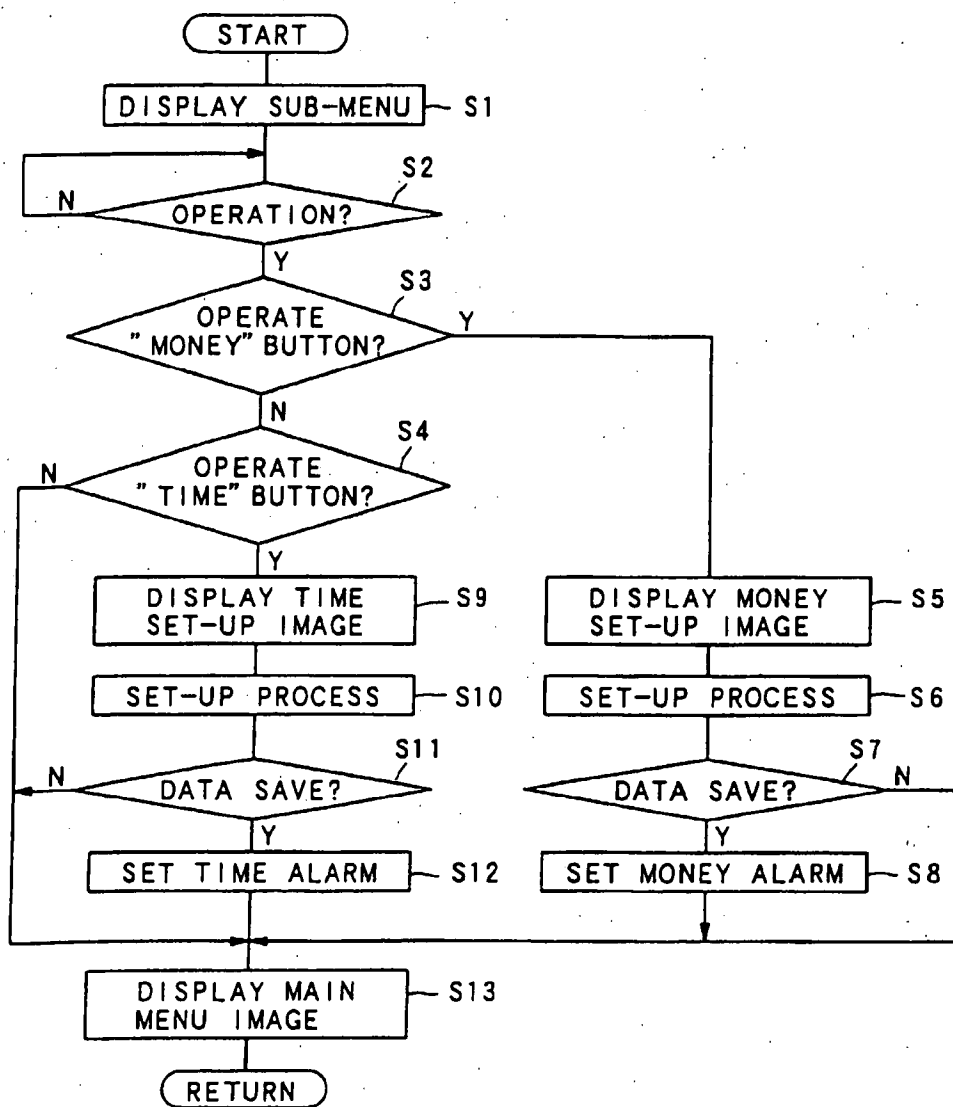 START
DISPLAY SUB-MENU
S1
S2
N
OPERATION?
Y
S3
OPERATE
"MONEY" BUTTON?
Y
N
S4
N
OPERATE
"TIME" BUTTON?
Y
DISPLAY TIME
SET-UP IMAGE
S9
DISPLAY MONEY
SET-UP IMAGE
S5
SET-UP PROCESS
S10
SET-UP PROCESS
S6
S11
N
DATA SAVE?
Y
S7
DATA SAVE?
N
Y
SET TIME ALARM
S12
SET MONEY ALARM
S8
DISPLAY MAIN
MENU IMAGE
S13
RETURN